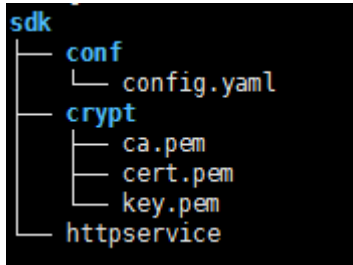 sdk
├── conf
│   └── config.yaml
├── crypt
│   ├── ca.pem
│   ├── cert.pem
│   └── key.pem
└── httpservice